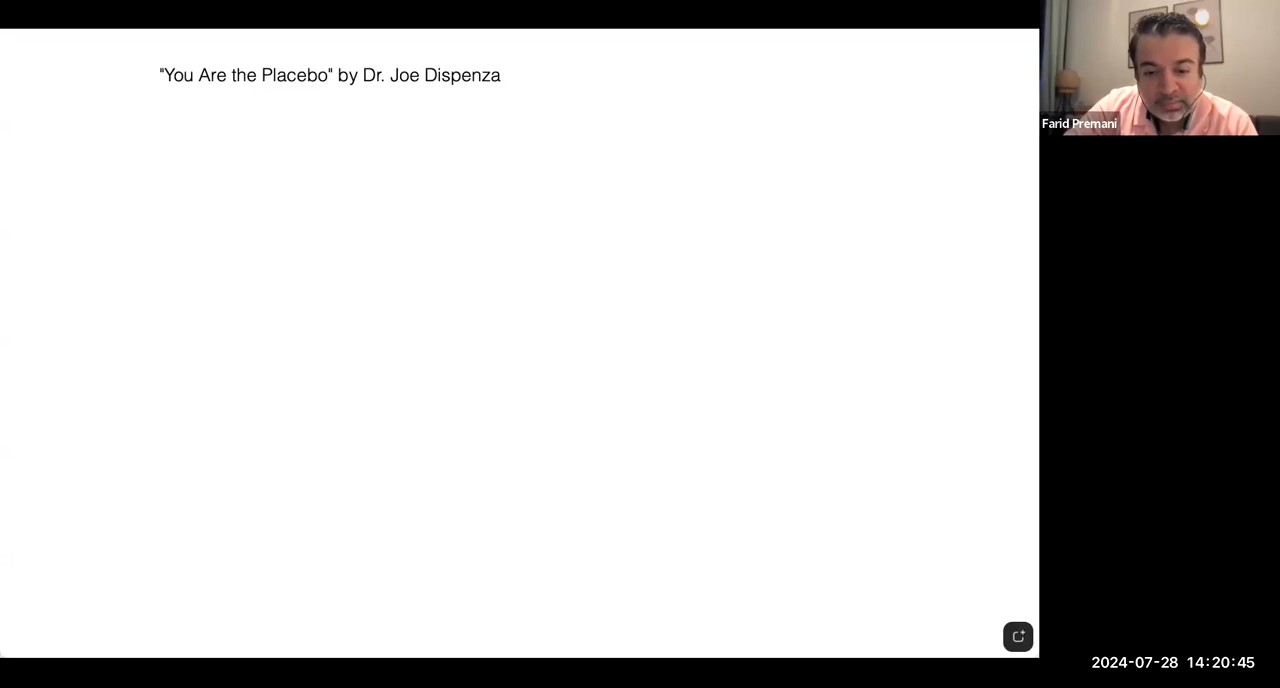 "You Are the Placebo" by Dr. Joe Dispenza
Farid Premani
2024-07-28 14:20:45